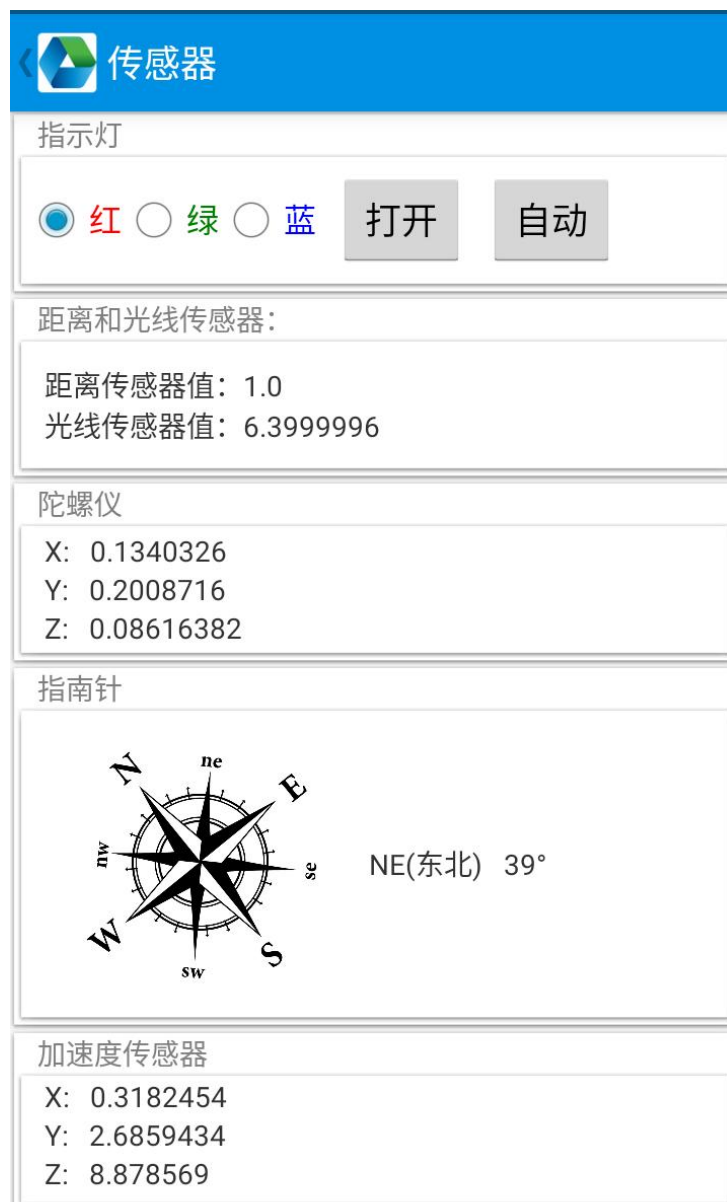 传感器
指示灯
红 绿 蓝 打开 自动
距离和光线传感器：
距离传感器值：1.0
光线传感器值：6.3999996
陀螺仪
X: 0.1340326
Y: 0.2008716
Z: 0.08616382
指南针
N ne E
nw se
NE(东北) 39°
W sw S
加速度传感器
X: 0.3182454
Y: 2.6859434
Z: 8.878569